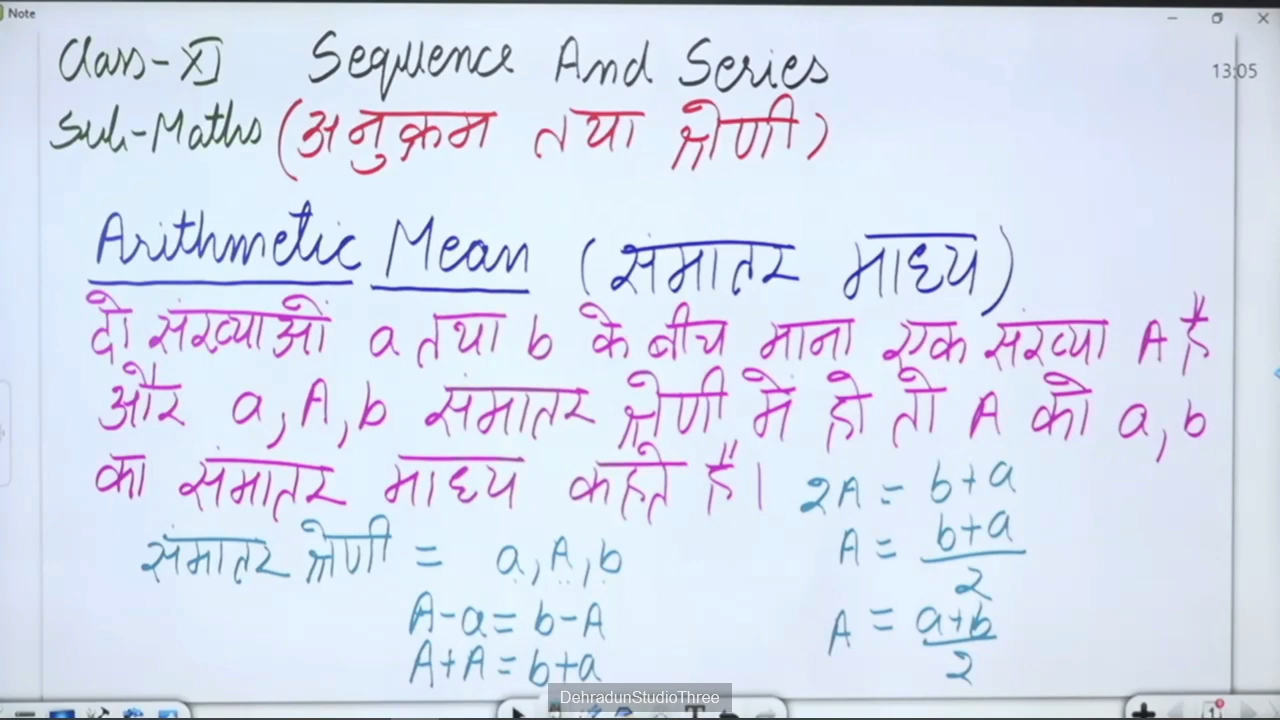 Note
Class-XI Sequence And Series
13:05
Sub-Maths (अनुक्रम तथा श्रेणी)
Arithmetic Mean (समातर माध्य)
दो संख्याओं a तथा b के बीच माना एक संख्या A है
और a, A, b समातर श्रेणी में हो तो A को a, b
का समातर माध्य कहते हैं।
समातर श्रेणी = a, A, b
A-a = b-A
A+A = b+a
2A = b+a
A = b+a
2
A = a+b
2
DehradunStudioThree